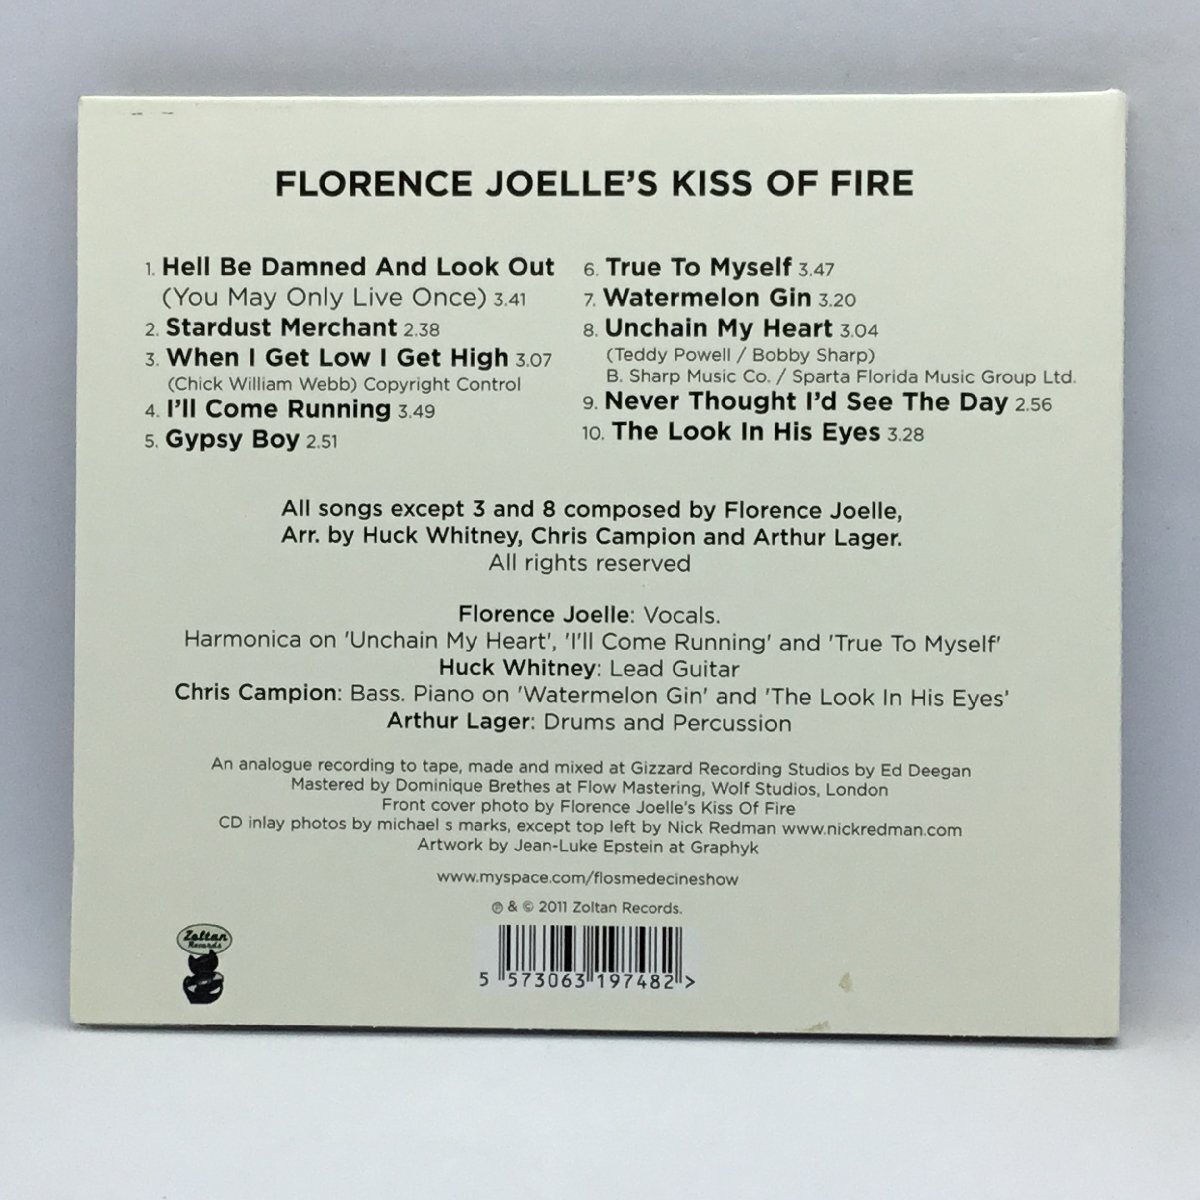 FLORENCE JOELLE'S KISS OF FIRE
1. Hell Be Damned And Look Out
(You May Only Live Once) 3.41
2. Stardust Merchant 2.38
3. When I Get Low I Get High 3.07
(Chick William Webb) Copyright Control
4. I'll Come Running 3.49
5. Gypsy Boy 2.51
6. True To Myself 3.47
7. Watermelon Gin 3.20
8. Unchain My Heart 3.04
(Teddy Powell / Bobby Sharp)
B. Sharp Music Co. / Sparta Florida Music Group Ltd.
9. Never Thought I'd See The Day 2.56
10. The Look In His Eyes 3.28
All songs except 3 and 8 composed by Florence Joelle,
Arr. by Huck Whitney, Chris Campion and Arthur Lager.
All rights reserved
Florence Joelle: Vocals.
Harmonica on 'Unchain My Heart', 'I'll Come Running' and 'True To Myself'
Huck Whitney: Lead Guitar
Chris Campion: Bass. Piano on 'Watermelon Gin' and 'The Look In His Eyes'
Arthur Lager: Drums and Percussion
An analogue recording to tape, made and mixed at Gizzard Recording Studios by Ed Deegan
Mastered by Dominique Brethes at Flow Mastering, Wolf Studios, London
Front cover photo by Florence Joelle's Kiss Of Fire
CD inlay photos by michael s marks, except top left by Nick Redman www.nickredman.com
Artwork by Jean-Luke Epstein at Graphyk
www.myspace.com/flosmedecineshow
℗ & © 2011 Zoltan Records.
Zoltan
Records
5 573063 197482 >